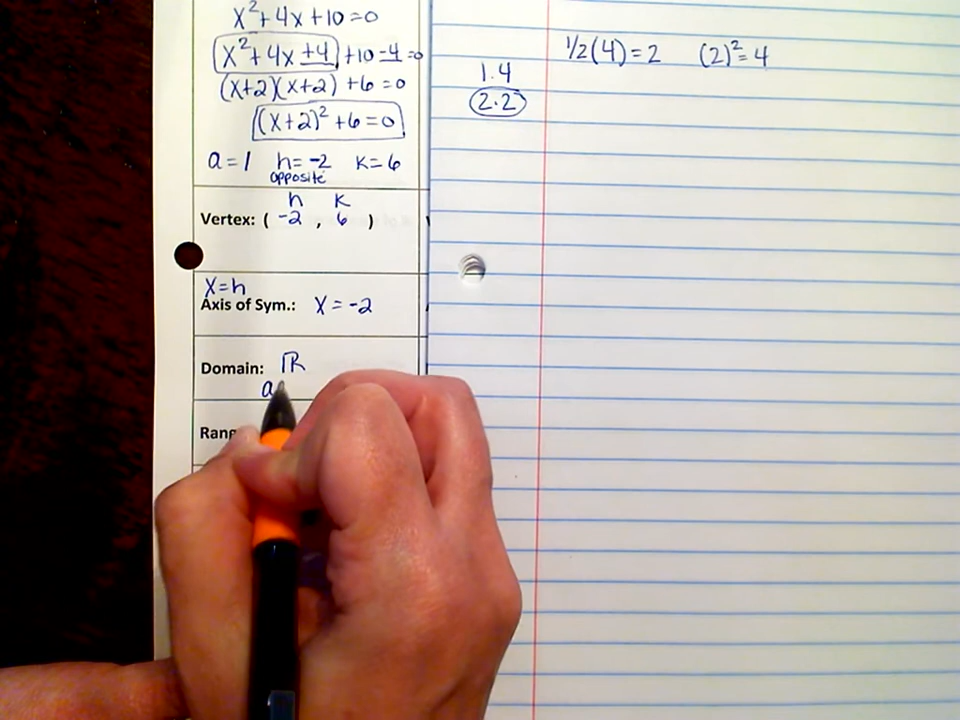 x²+4x+10=0
x²+4x+4+10-4=0
(x+2)(x+2)+6=0
(x+2)²+6=0
a=1 h=-2 k=6
opposite
h k
Vertex: ( -2 , 6 )
x=h
Axis of Sym.: x=-2
Domain: ℝ
a
1/2(4)=2 (2)²=4
1·4
2·2